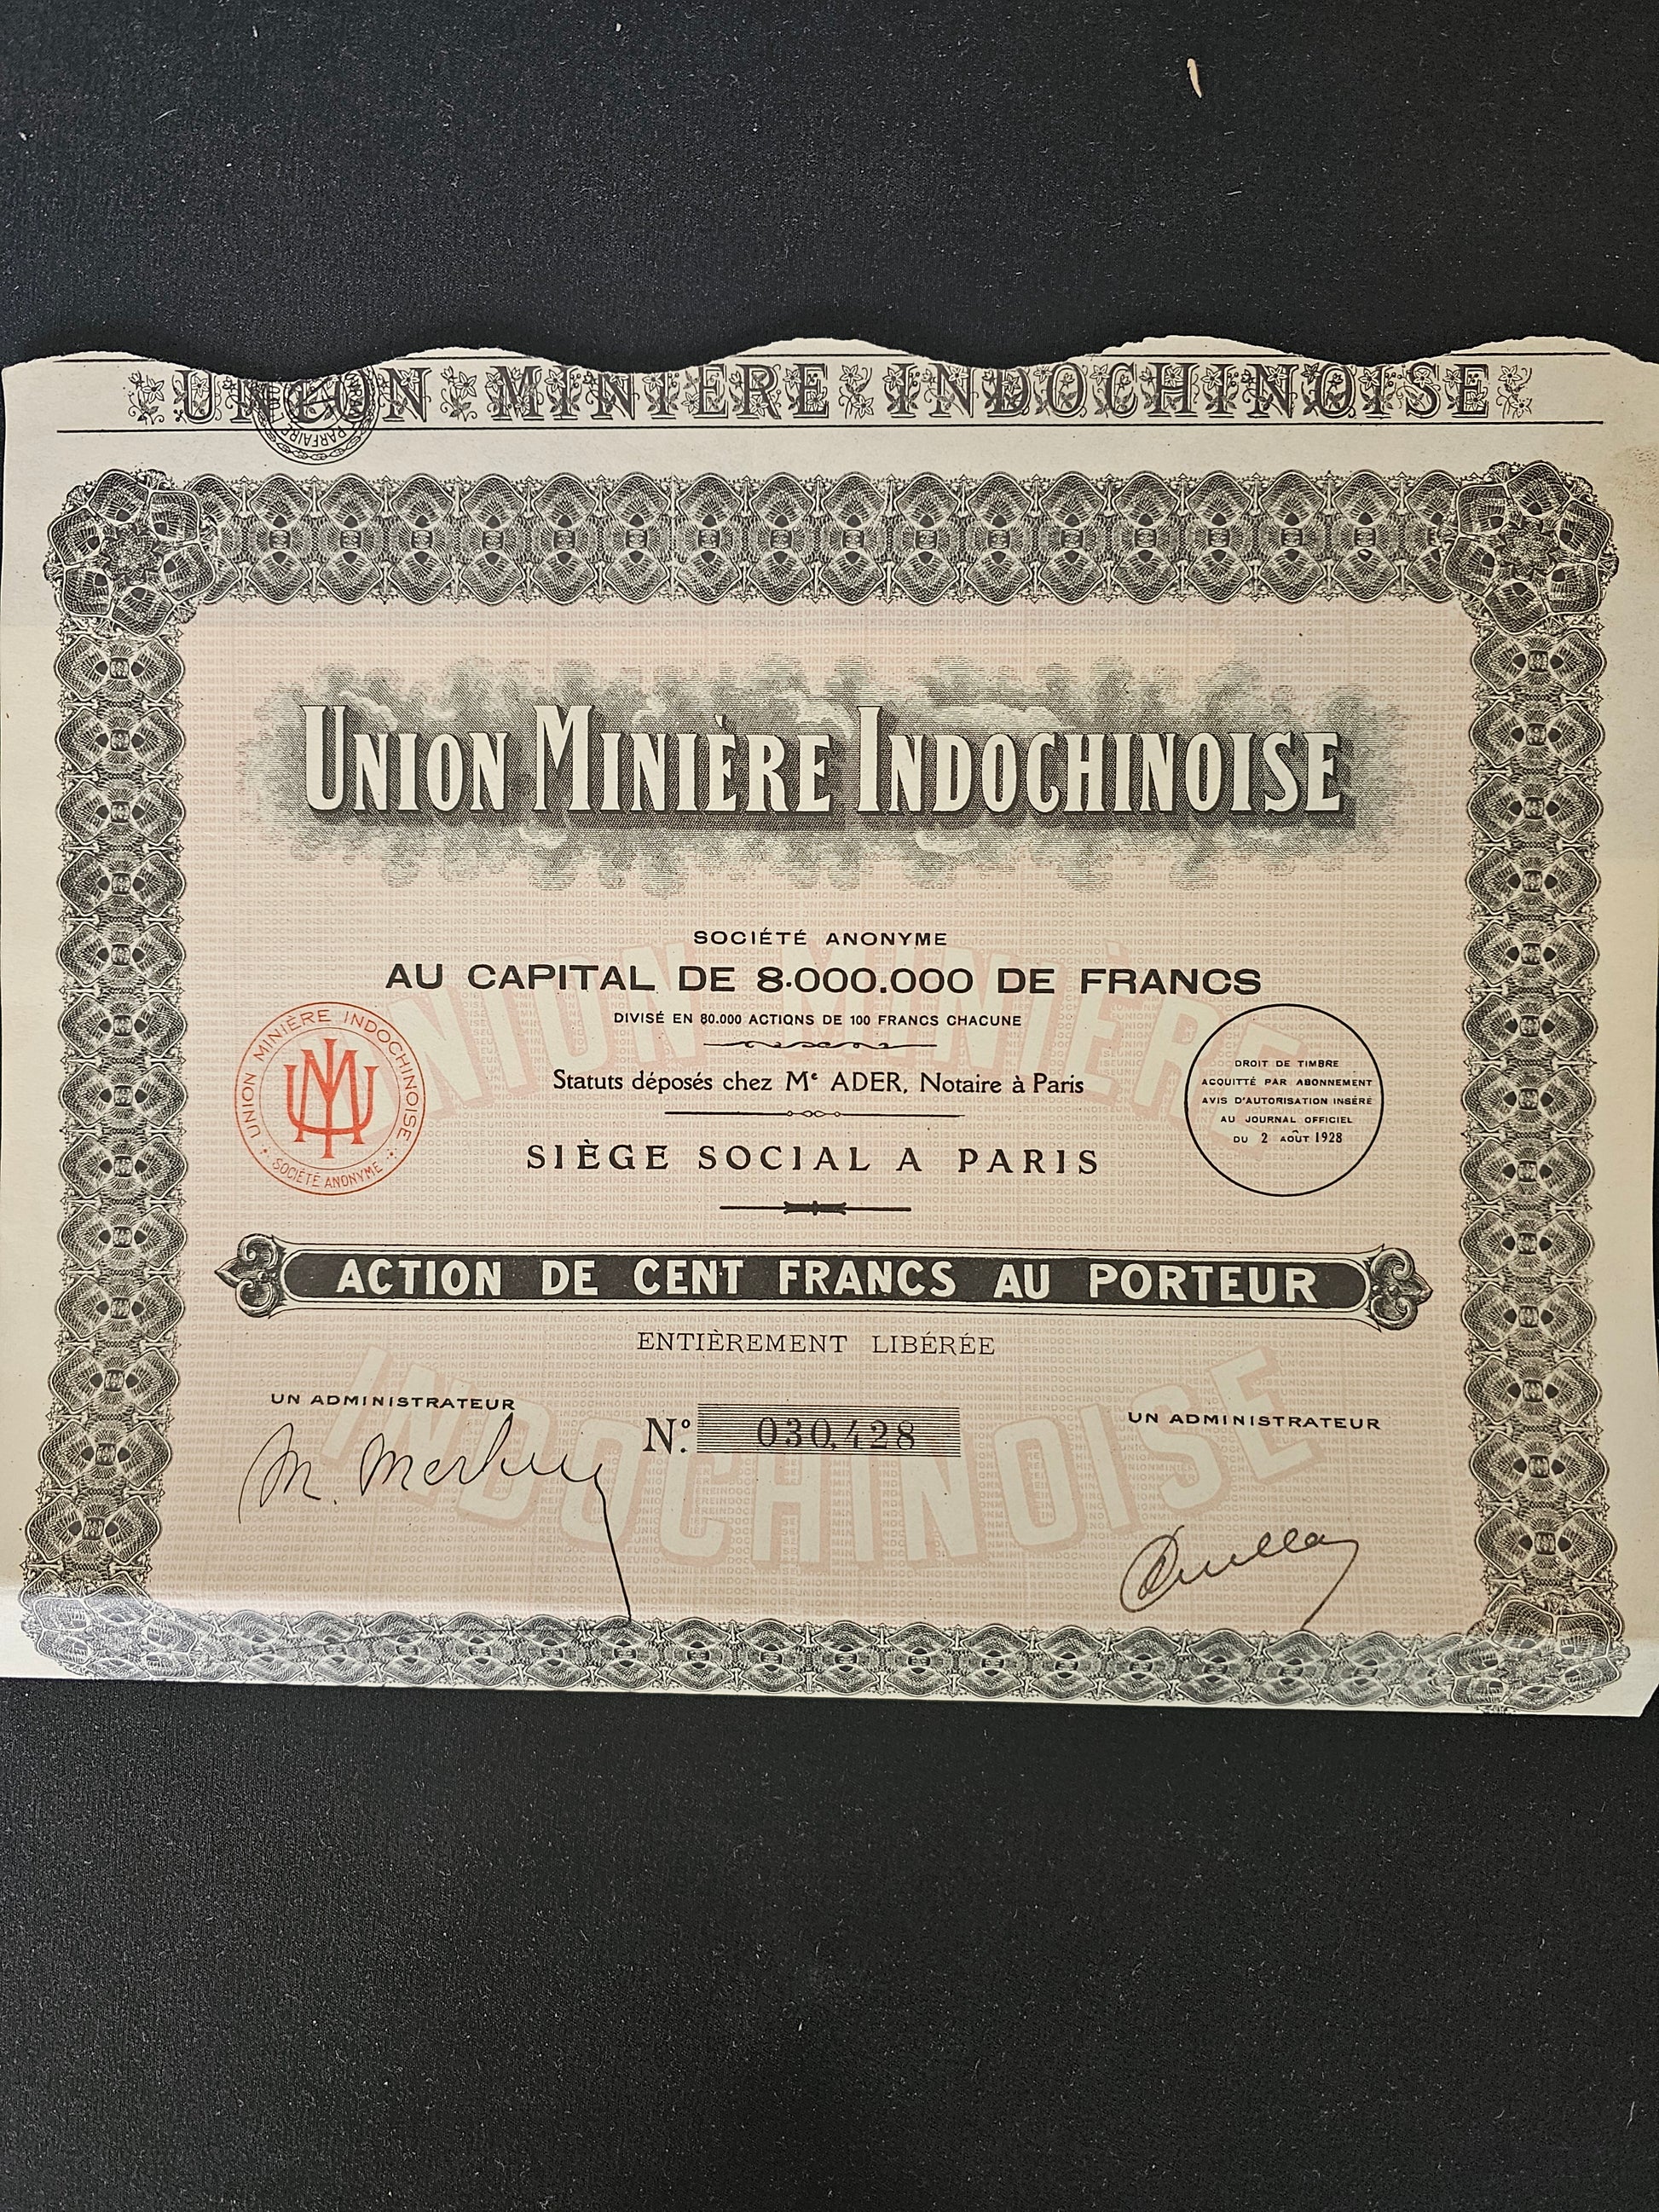 UNION MINIÈRE INDOCHINOISE
PARFAIRE
UNION MINIÈRE INDOCHINOISE
SOCIÉTÉ ANONYME
AU CAPITAL DE 8.000.000 DE FRANCS
DIVISÉ EN 80.000 ACTIONS DE 100 FRANCS CHACUNE
Statuts déposés chez Me ADER, Notaire à Paris
SIÈGE SOCIAL A PARIS
UNION MINIÈRE INDOCHINOISE
UMI
SOCIÉTÉ ANONYME
DROIT DE TIMBRE
ACQUITTÉ PAR ABONNEMENT
AVIS D'AUTORISATION INSÉRÉ
AU JOURNAL OFFICIEL
DU 2 AOÛT 1928
ACTION DE CENT FRANCS AU PORTEUR
ENTIÈREMENT LIBÉRÉE
UN ADMINISTRATEUR
No. 030,428
UN ADMINISTRATEUR
UNION MINIÈRE
INDOCHINOISE